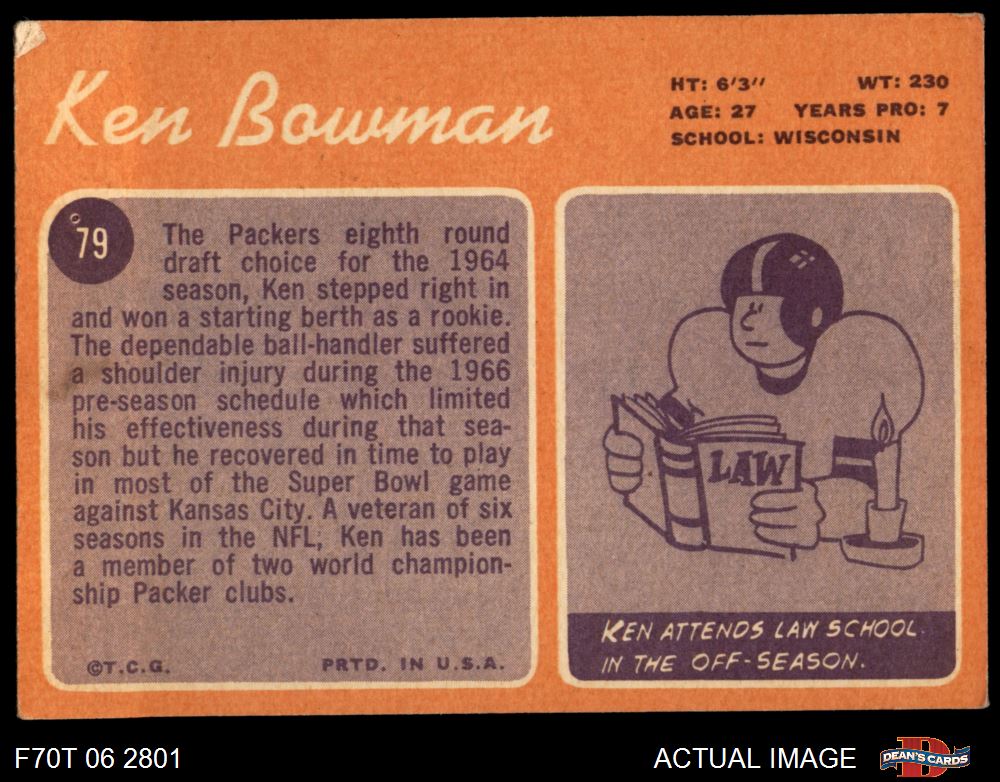 Ken Bowman
HT: 6'3" WT: 230
AGE: 27 YEARS PRO: 7
SCHOOL: WISCONSIN
79
The Packers eighth round
draft choice for the 1964
season, Ken stepped right in
and won a starting berth as a rookie.
The dependable ball-handler suffered
a shoulder injury during the 1966
pre-season schedule which limited
his effectiveness during that sea-
son but he recovered in time to play
in most of the Super Bowl game
against Kansas City. A veteran of six
seasons in the NFL, Ken has been
a member of two world champion-
ship Packer clubs.
©T.C.G. PRTD. IN U.S.A.
LAW
KEN ATTENDS LAW SCHOOL
IN THE OFF-SEASON.
F70T 06 2801
ACTUAL IMAGE
DEAN'S CARDS